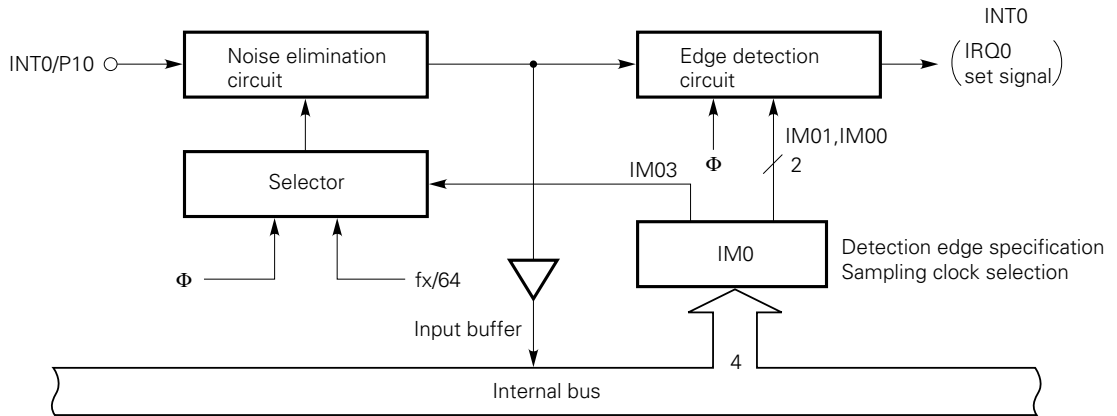 INT0
INT0/P10
Noise elimination
circuit
Edge detection
circuit
IRQ0
set signal
IM01,IM00
Φ
2
Selector
IM03
IM0
Detection edge specification
Sampling clock selection
Φ
fx/64
Input buffer
4
Internal bus